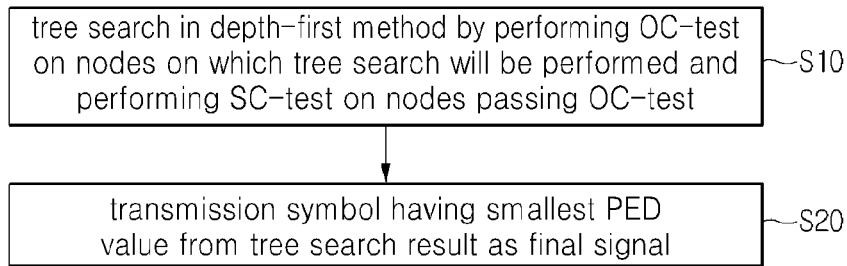 tree search in depth-first method by performing OC-test
on nodes on which tree search will be performed and
performing SC-test on nodes passing OC-test
S10
transmission symbol having smallest PED
value from tree search result as final signal
S20